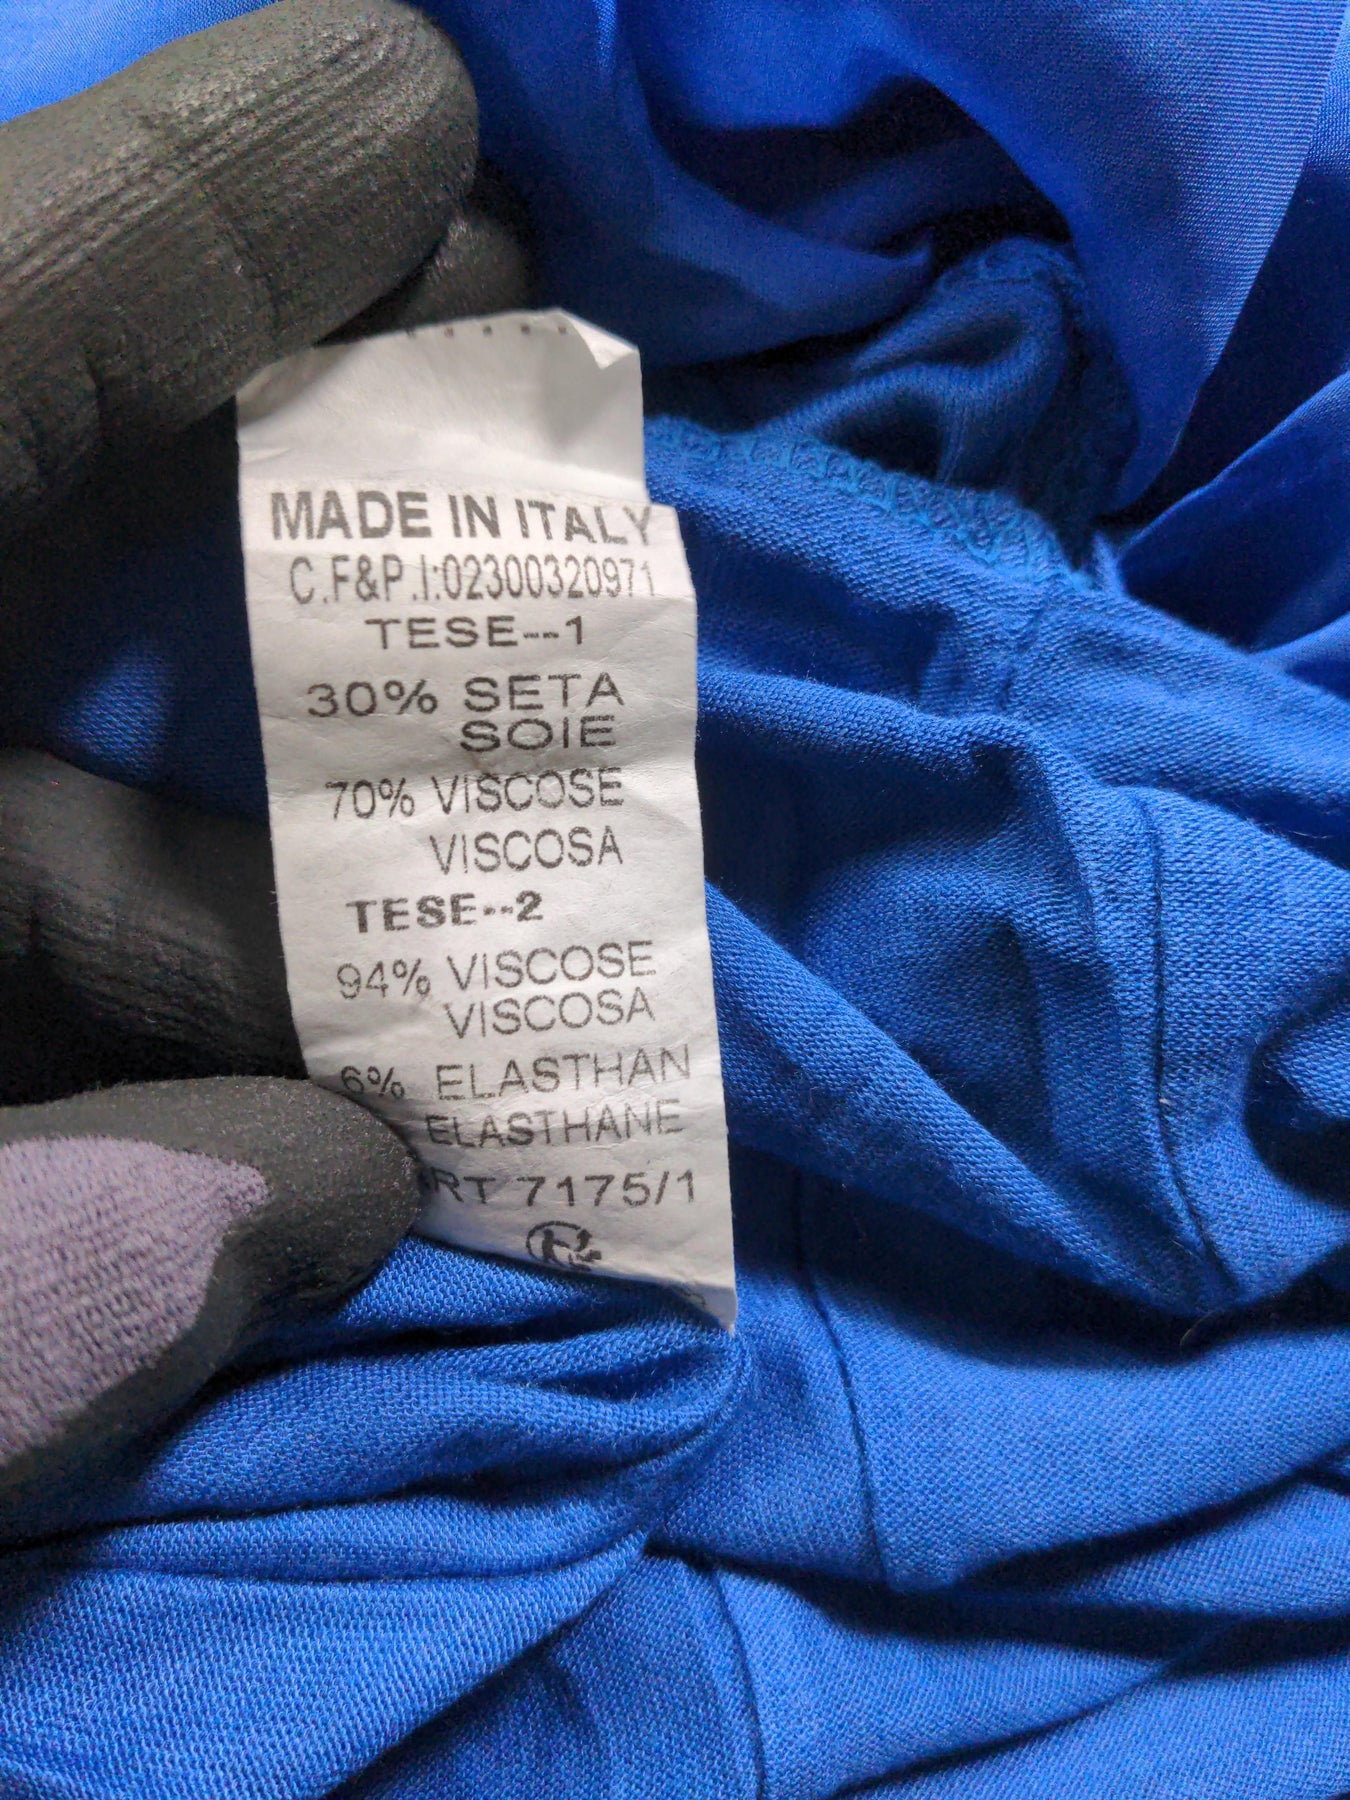 MADE IN ITALY
C.F&P.I:02300320971
TESE--1
30% SETA
SOIE
70% VISCOSE
VISCOSA
TESE--2
94% VISCOSE
VISCOSA
6% ELASTHAN
ELASTHANE
RT 7175/1